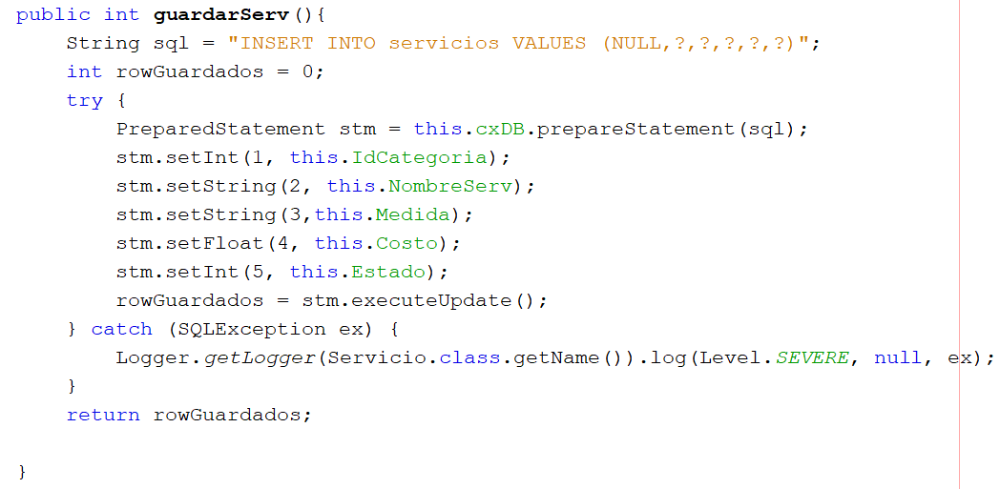 public int guardarServ(){
    String sql = "INSERT INTO servicios VALUES (NULL,?,?,?,?,?)";
    int rowGuardados = 0;
    try {
        PreparedStatement stm = this.cxDB.prepareStatement(sql);
        stm.setInt(1, this.IdCategoria);
        stm.setString(2, this.NombreServ);
        stm.setString(3,this.Medida);
        stm.setFloat(4, this.Costo);
        stm.setInt(5, this.Estado);
        rowGuardados = stm.executeUpdate();
    } catch (SQLException ex) {
        Logger.getLogger(Servicio.class.getName()).log(Level.SEVERE, null, ex);
    }
    return rowGuardados;
}